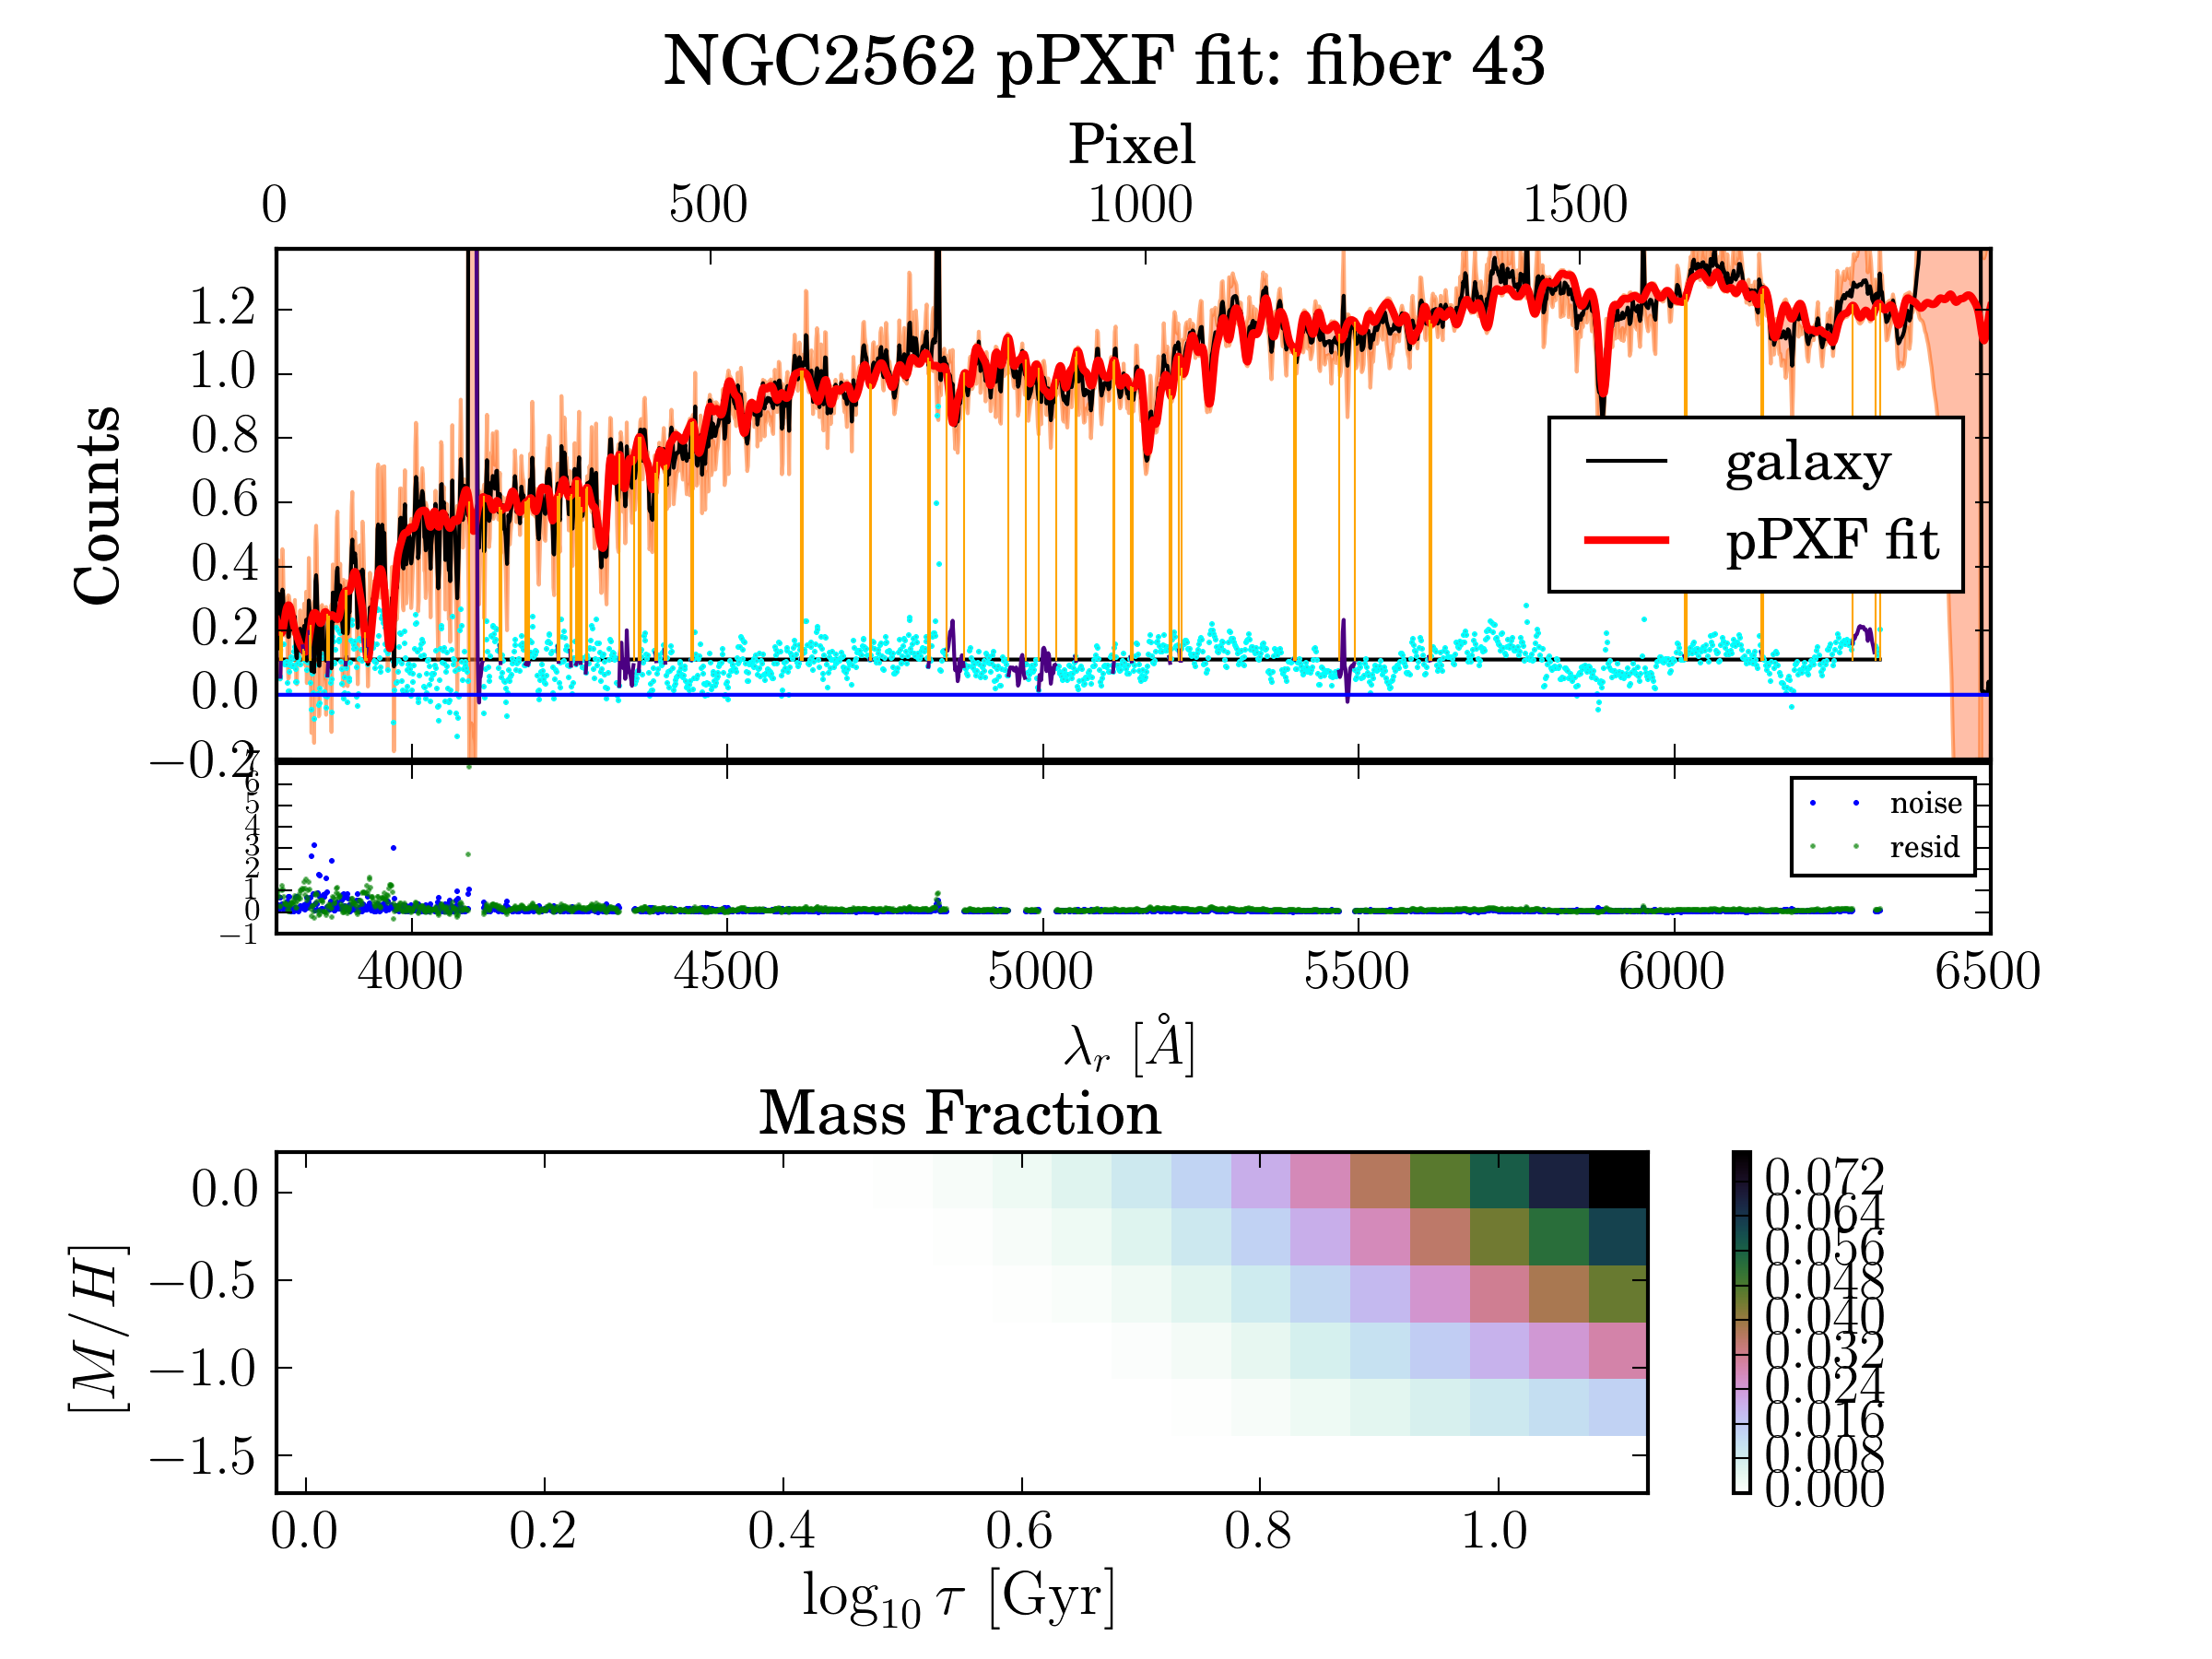 NGC2562 pPXF fit: fiber 43
Pixel
0 500 1000 1500
Counts
1.2
1.0
0.8
0.6
0.4
0.2
0.0
−0.2
galaxy
pPXF fit
7
6
5
4
3
2
1
0
−1
noise
resid
4000 4500 5000 5500 6000 6500
λr [Å]
Mass Fraction
[M/H]
0.0
−0.5
−1.0
−1.5
0.072
0.064
0.056
0.048
0.040
0.032
0.024
0.016
0.008
0.000
0.0 0.2 0.4 0.6 0.8 1.0
log10 τ [Gyr]